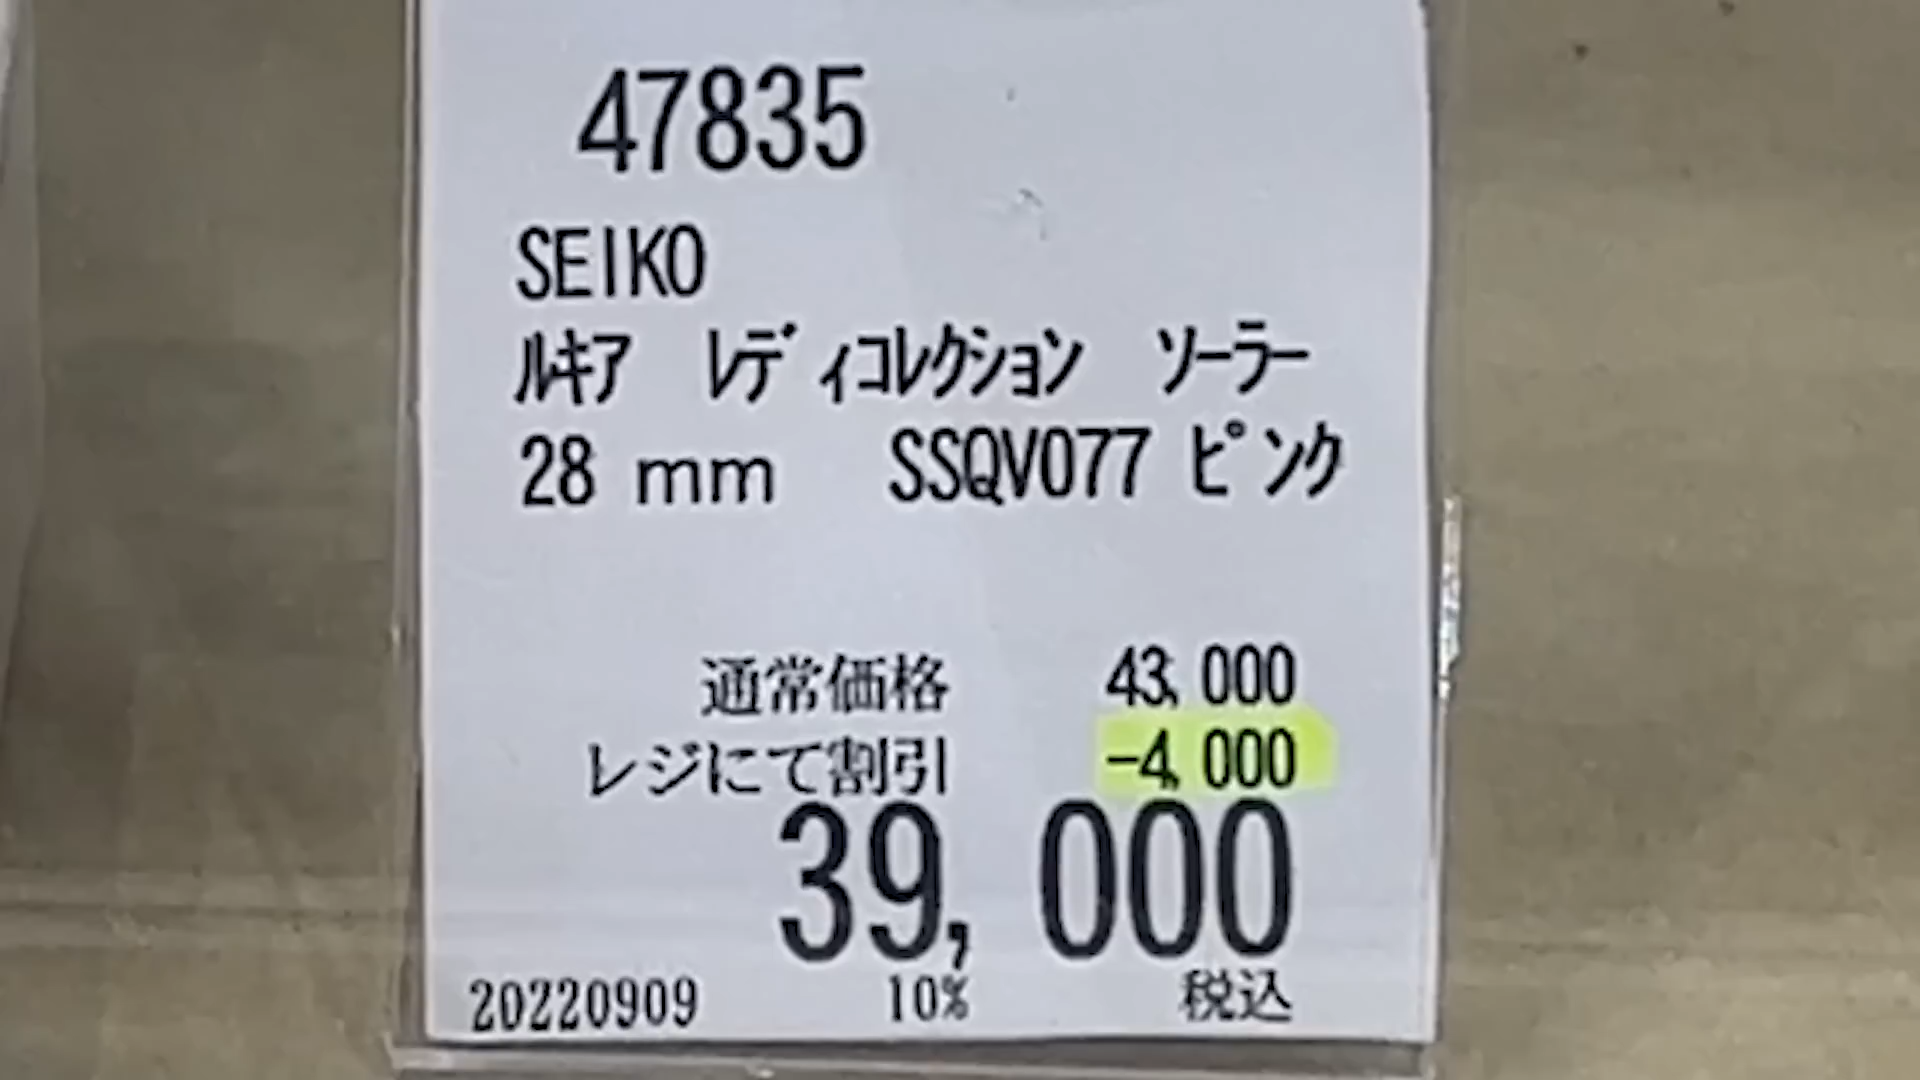 47835
SEIKO
ﾙｷｱ　ﾚﾃﾞｨｺﾚｸｼｮﾝ　ｿｰﾗｰ
28 mm　SSQV077 ﾋﾟﾝｸ
通常価格 43,000
レジにて割引 -4,000
39,000
20220909 10% 税込